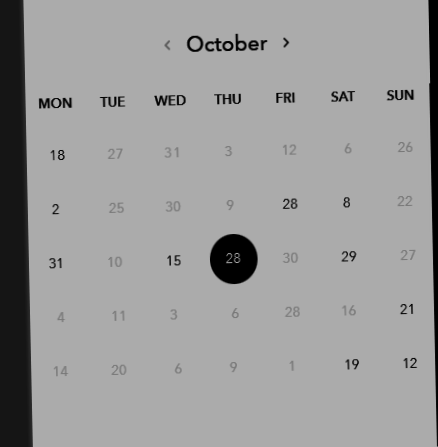 ‹ October ›
MON TUE WED THU FRI SAT SUN
18 27 31 3 12 6 26
2 25 30 9 28 8 22
31 10 15 28 30 29 27
4 11 3 6 28 16 21
14 20 6 9 1 19 12